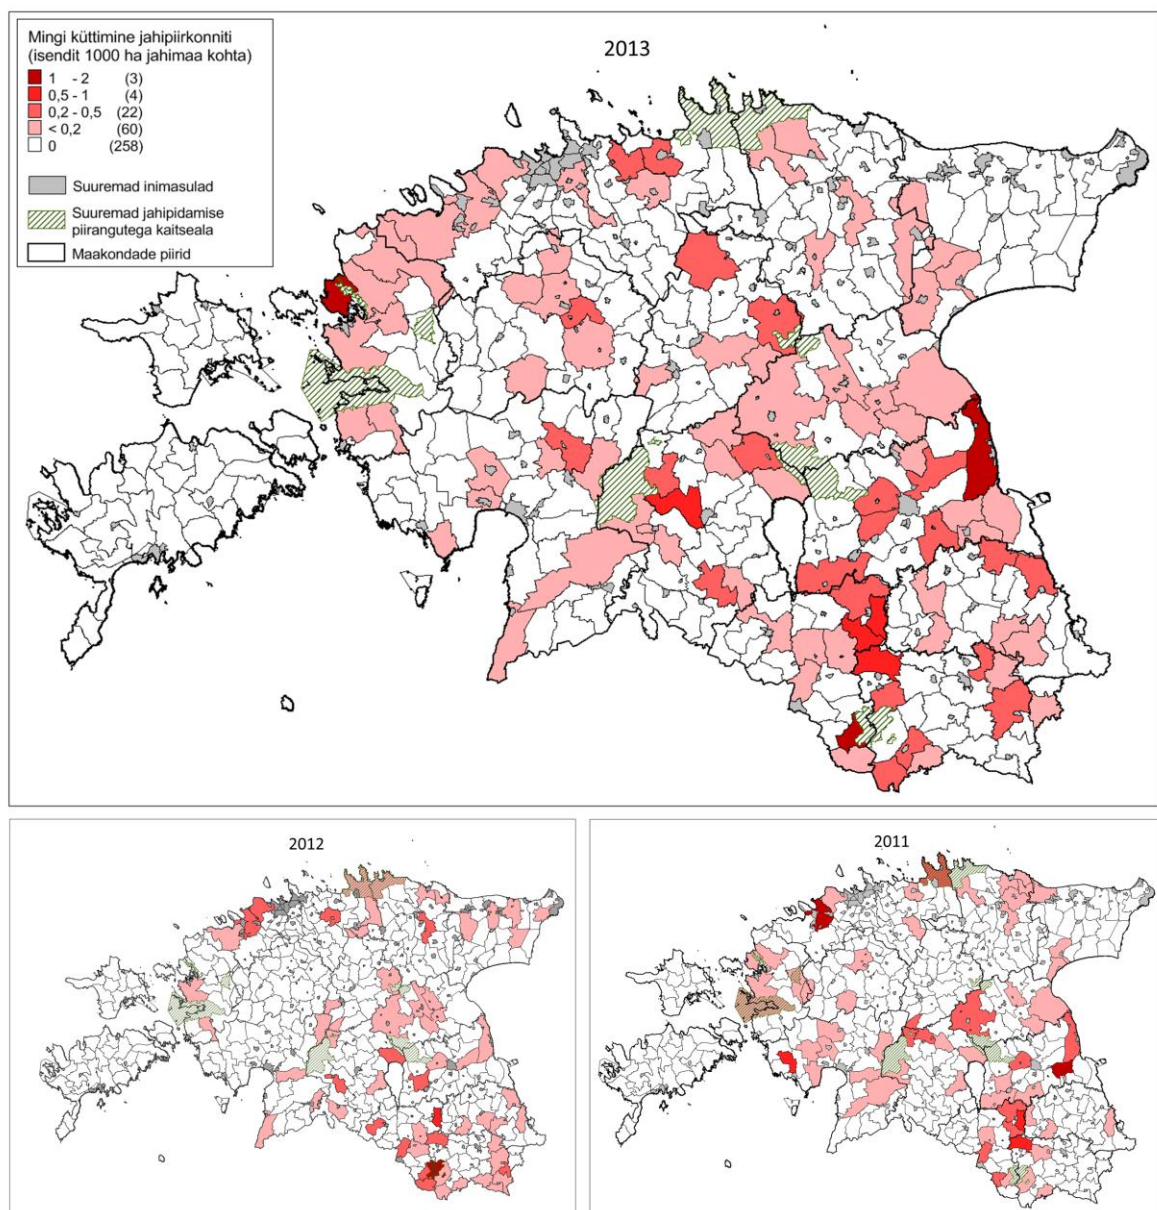 Mingi küttimine jahipiirkonniti
(isendit 1000 ha jahimaa kohta)
1 - 2 (3)
0,5 - 1 (4)
0,2 - 0,5 (22)
< 0,2 (60)
0 (258)
Suuremad inimasulad
Suuremad jahipidamise
piirangutega kaitseala
Maakondade piirid
2013
2012
2011